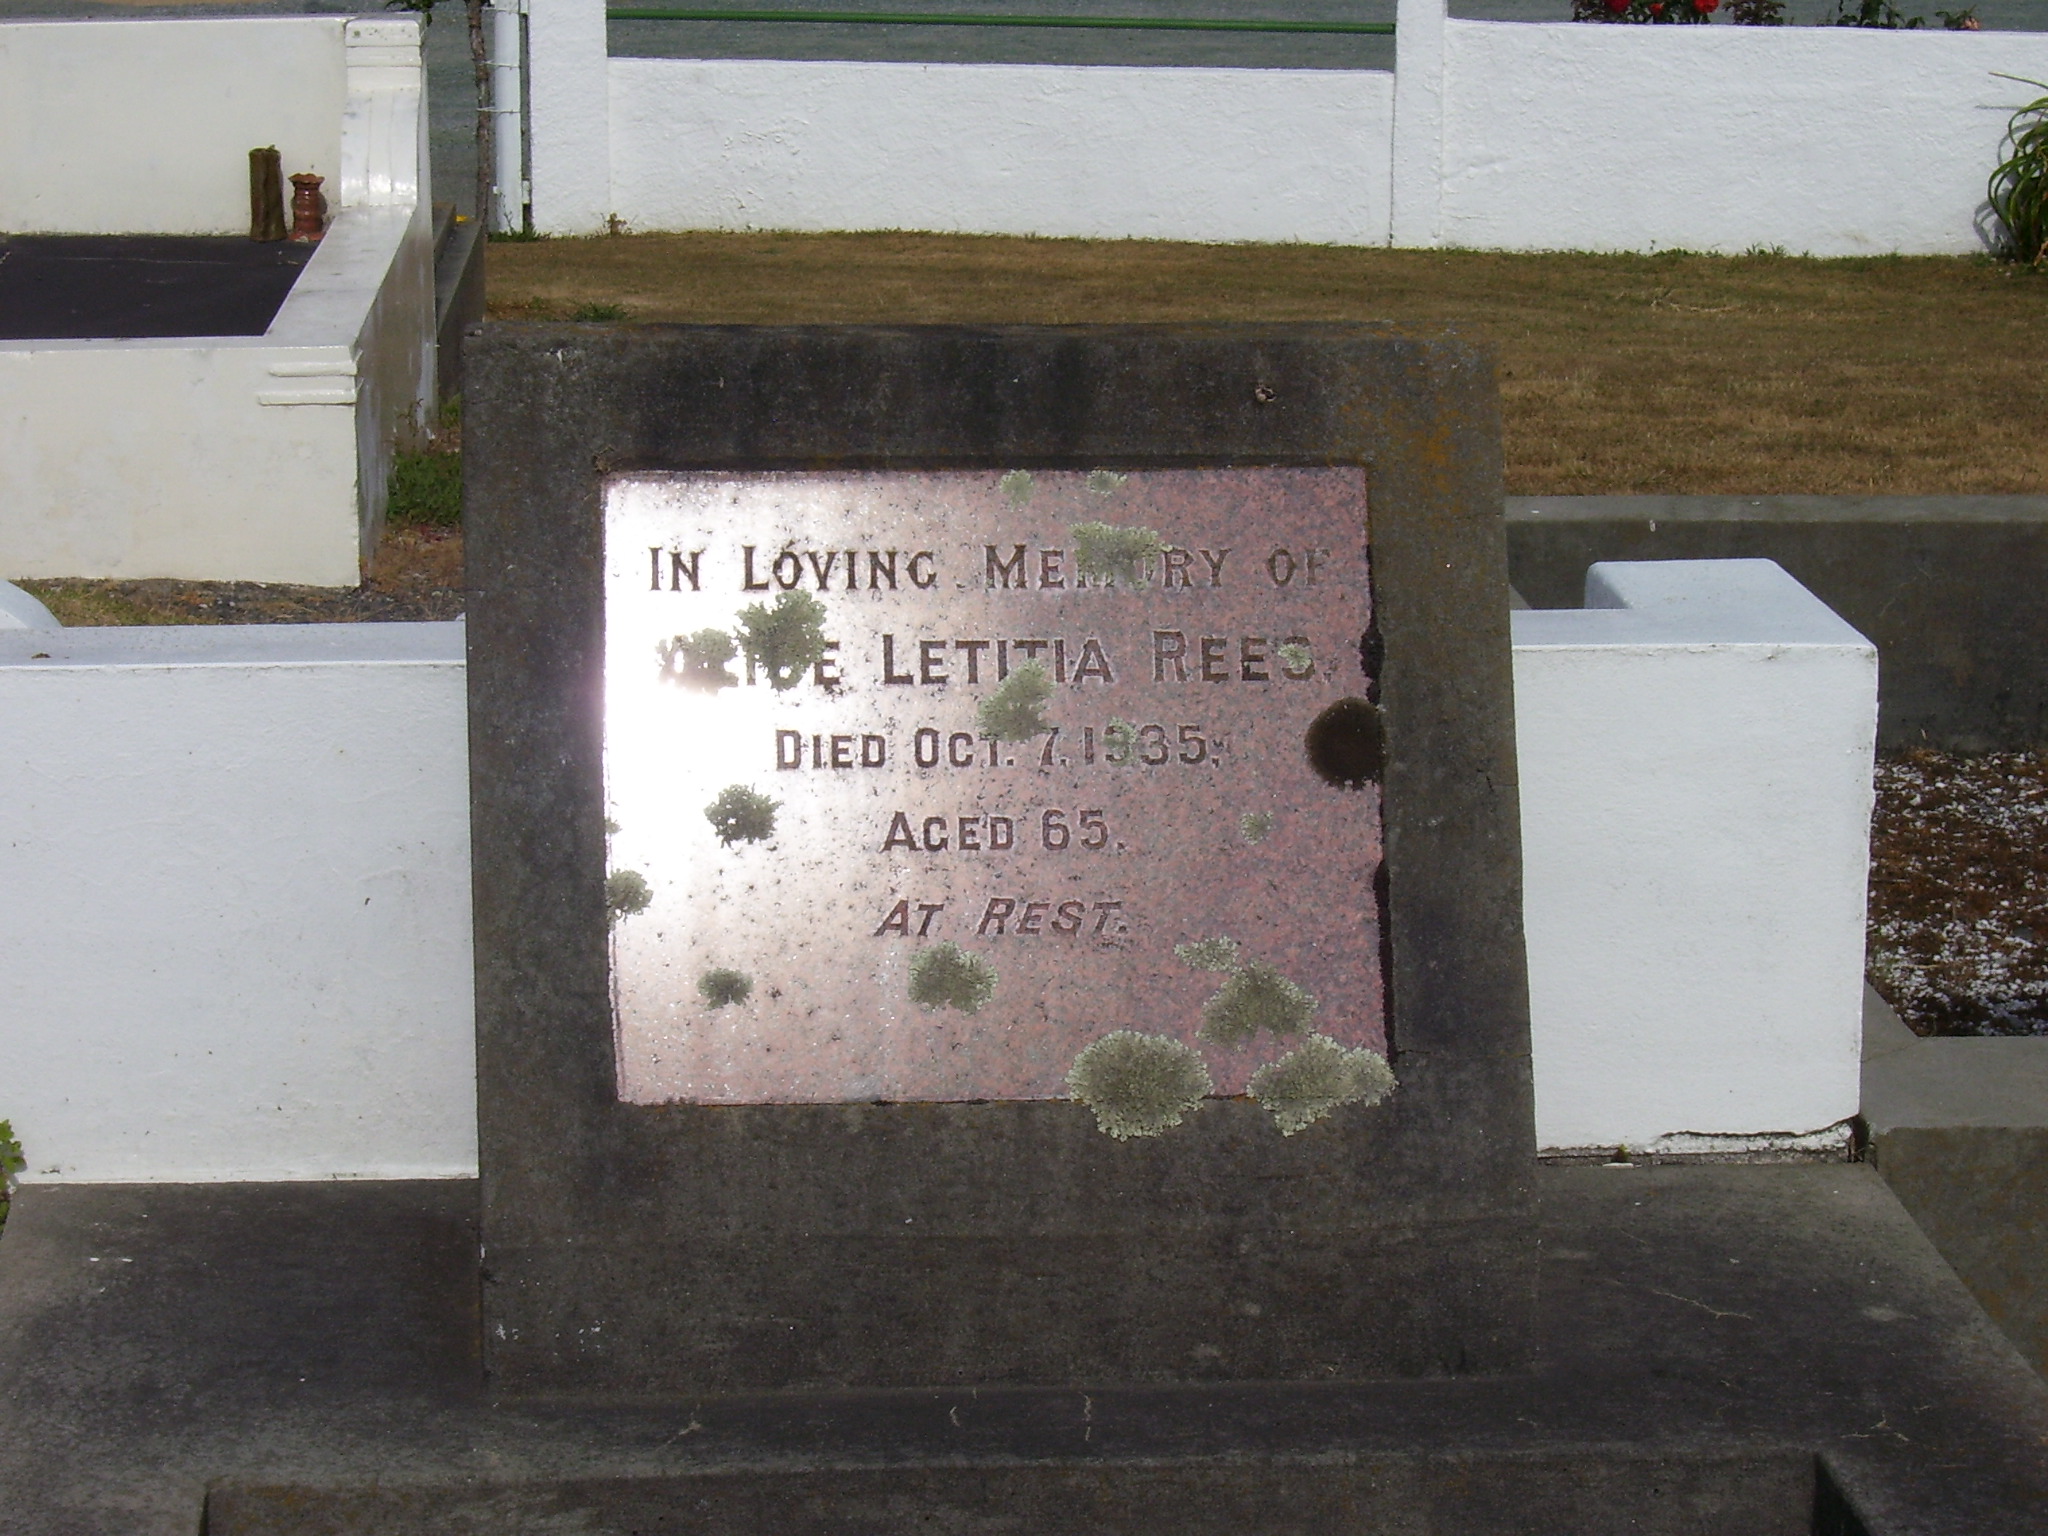 IN LOVING MEMORY OF
LETITIA REES.
DIED OCT. 7. 1935,
AGED 65.
AT REST.